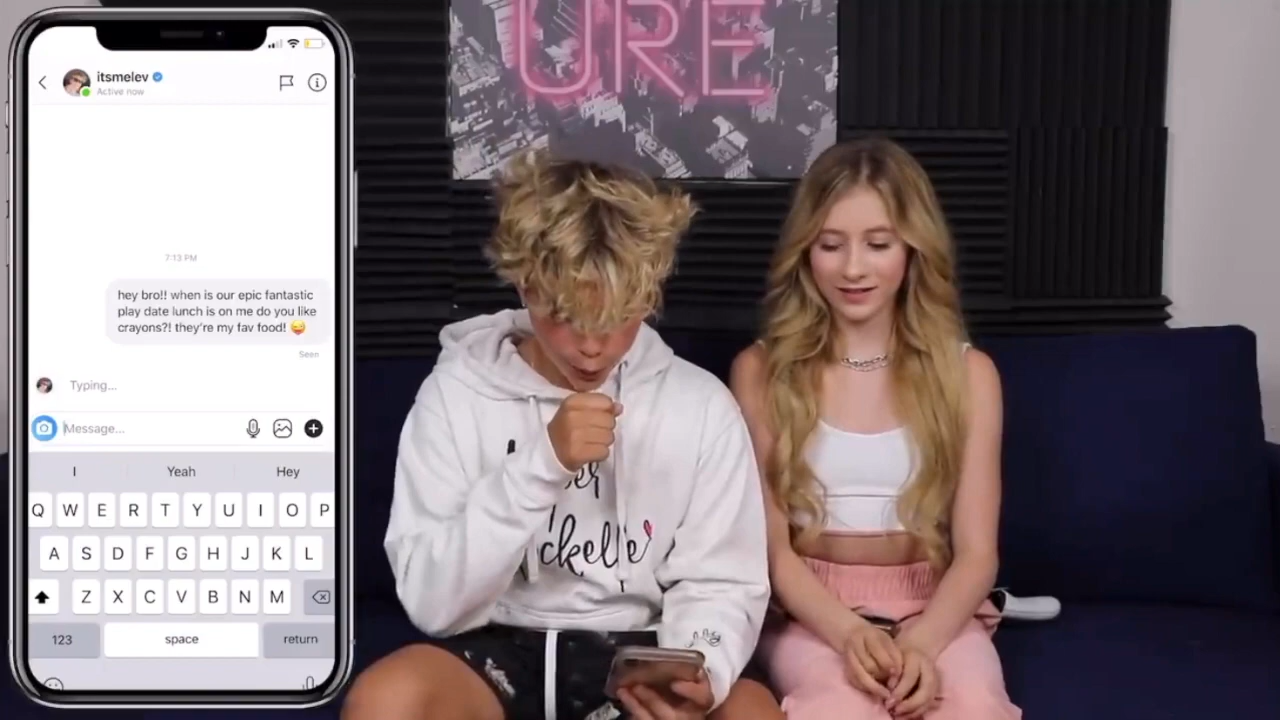 itsmelev
Active now
7:13 PM
hey bro!! when is our epic fantastic
play date lunch is on me do you like
crayons?! they're my fav food! 😜
Seen
Typing...
Message...
I Yeah Hey
Q W E R T Y U I O P
A S D F G H J K L
Z X C V B N M
123 space return
URE